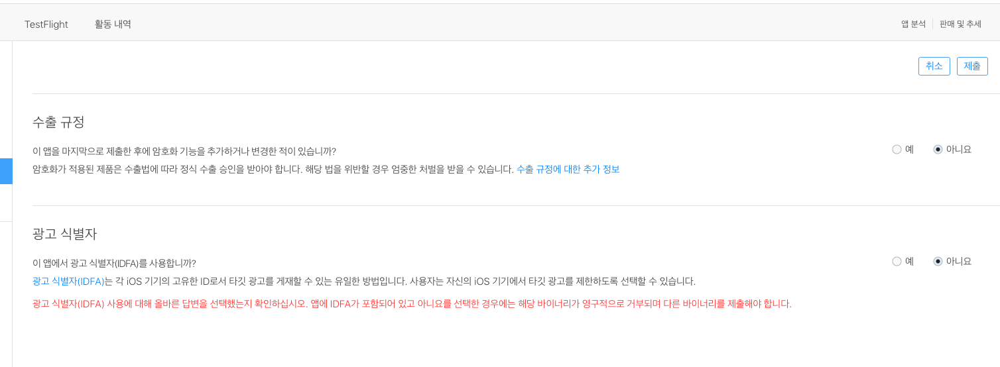 TestFlight 활동 내역 앱 분석 판매 및 추세
취소 제출
수출 규정
이 앱을 마지막으로 제출한 후에 암호화 기능을 추가하거나 변경한 적이 있습니까? 예 아니요
암호화가 적용된 제품은 수출법에 따라 정식 수출 승인을 받아야 합니다. 해당 법을 위반할 경우 엄중한 처벌을 받을 수 있습니다. 수출 규정에 대한 추가 정보
광고 식별자
이 앱에서 광고 식별자(IDFA)를 사용합니까? 예 아니요
광고 식별자(IDFA)는 각 iOS 기기의 고유한 ID로서 타깃 광고를 게재할 수 있는 유일한 방법입니다. 사용자는 자신의 iOS 기기에서 타깃 광고를 제한하도록 선택할 수 있습니다.
광고 식별자(IDFA) 사용에 대해 올바른 답변을 선택했는지 확인하십시오. 앱에 IDFA가 포함되어 있고 아니요를 선택한 경우에는 해당 바이너리가 영구적으로 거부되며 다른 바이너리를 제출해야 합니다.